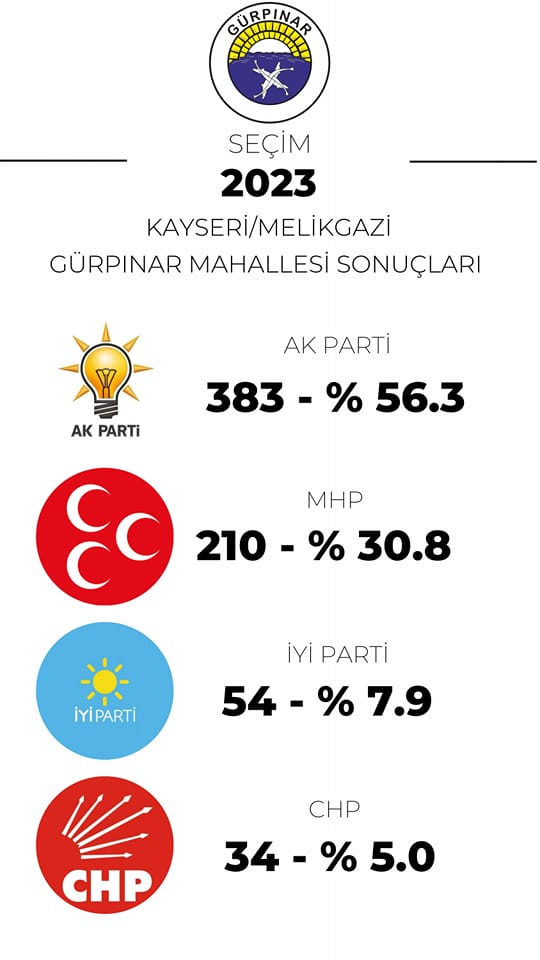 GÜRPINAR
SEÇİM
2023
KAYSERİ/MELİKGAZİ
GÜRPINAR MAHALLESİ SONUÇLARI
AK PARTİ
383 - % 56.3
AK PARTİ
MHP
210 - % 30.8
İYİ PARTİ
54 - % 7.9
İYİ PARTİ
CHP
34 - % 5.0
CHP